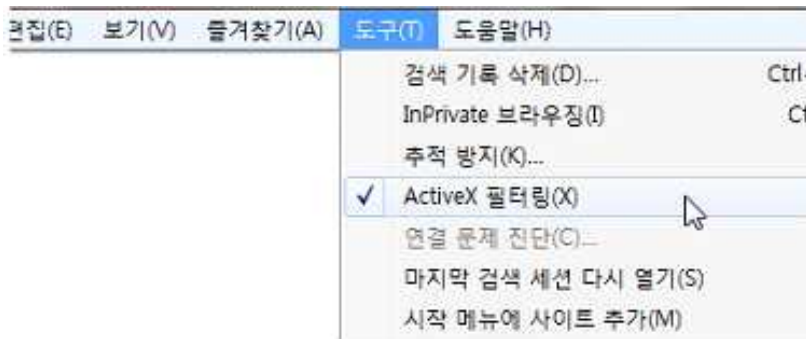 편집(E) 보기(V) 즐겨찾기(A) 도구(T) 도움말(H)
검색 기록 삭제(D)... Ctrl+
InPrivate 브라우징(I) Ct
추적 방지(K)...
ActiveX 필터링(X)
연결 문제 진단(C)...
마지막 검색 세션 다시 열기(S)
시작 메뉴에 사이트 추가(M)